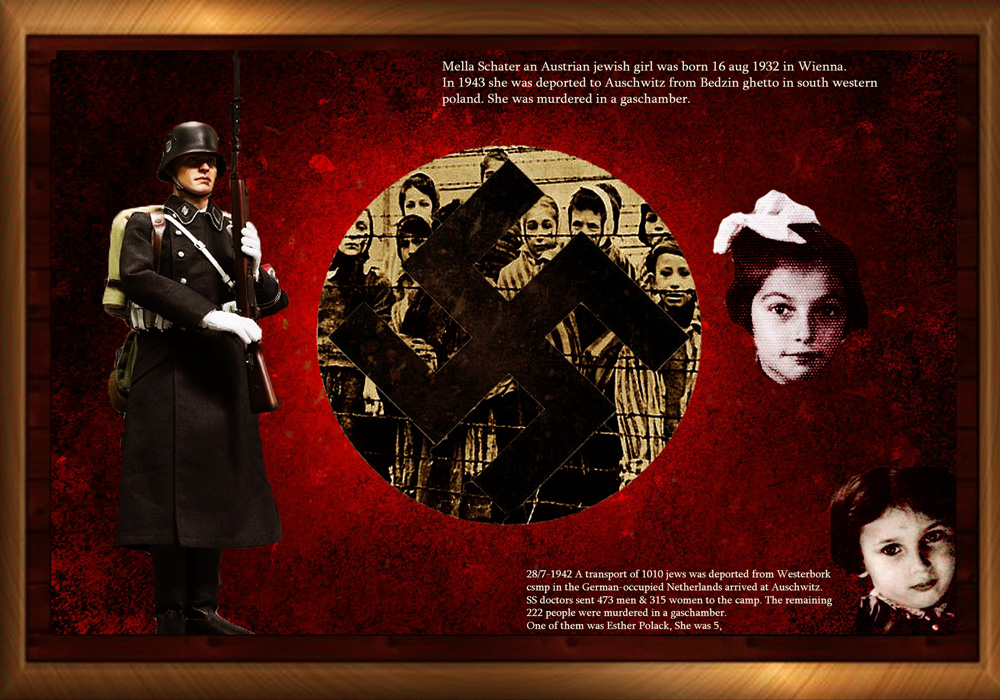 Mella Schater an Austrian jewish girl was born 16 aug 1932 in Wienna.
In 1943 she was deported to Auschwitz from Bedzin ghetto in south western
poland. She was murdered in a gaschamber.
28/7-1942 A transport of 1010 jews was deported from Westerbork
csmp in the German-occupied Netherlands arrived at Auschwitz.
SS doctors sent 473 men & 315 women to the camp. The remaining
222 people were murdered in a gaschamber.
One of them was Esther Polack, She was 5,